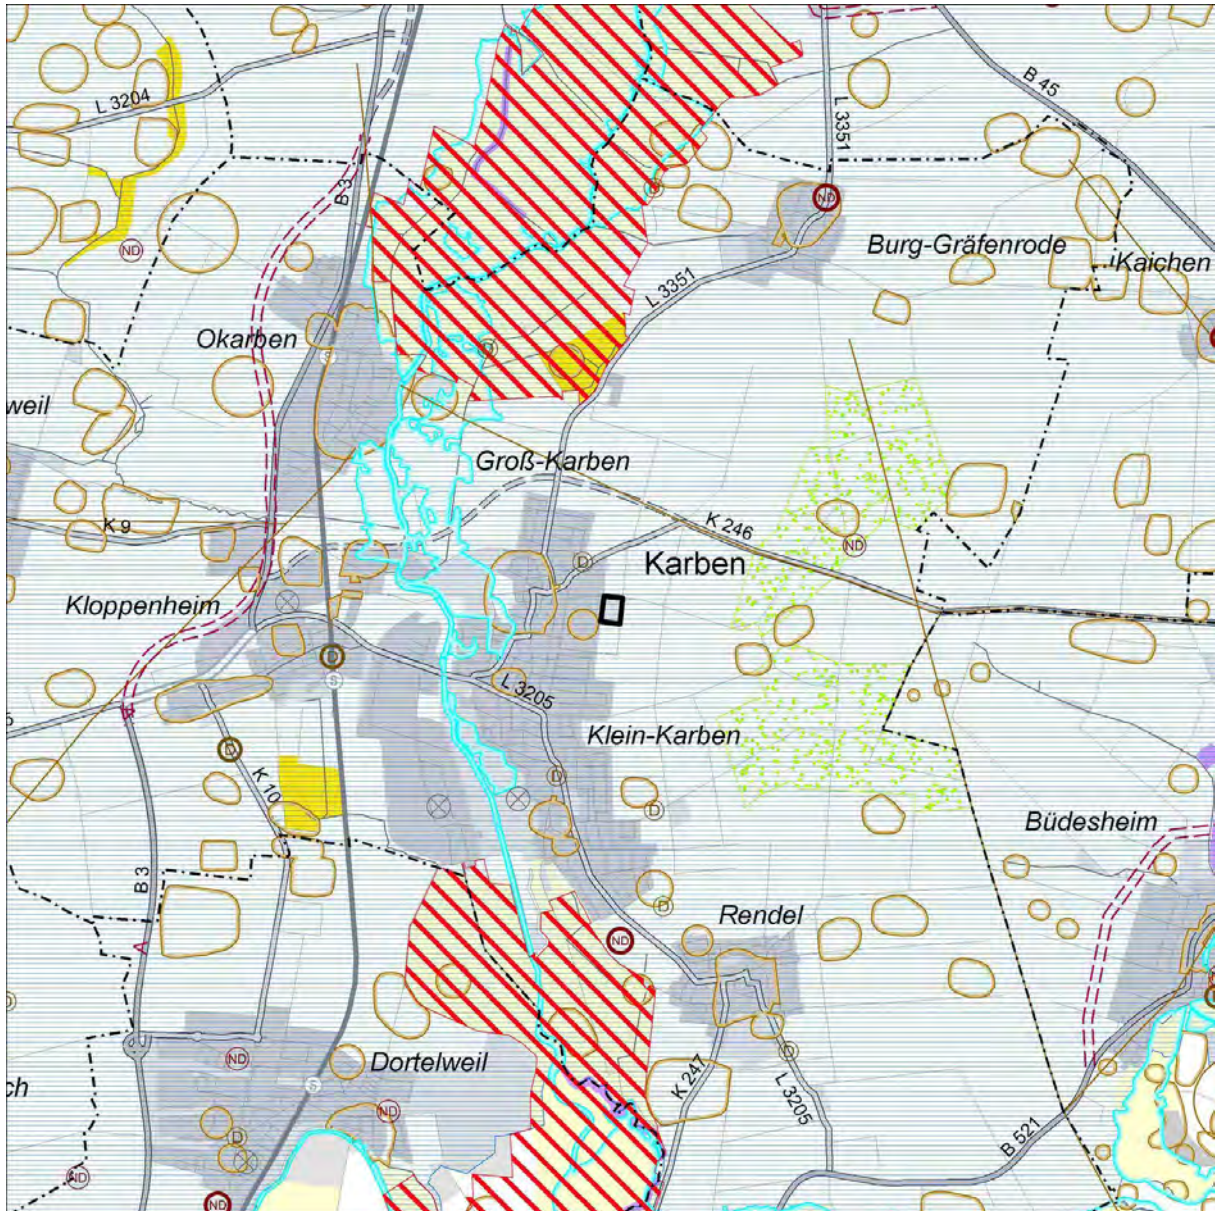 L 3204
B 45
L 3351
B 3
ND
ND
Burg-Gräfenrode
Kaichen
L 3351
Okarben
S
D
weil
Groß-Karben
K 9
K 246
ND
D
Karben
Kloppenheim
D
S
L 3205
D
Klein-Karben
K 10
D
D
Büdesheim
B 3
A
D
Rendel
ND
ND
Dortelweil
S
D
ch
K 247
L 3205
ND
B 521
D
ND
ND